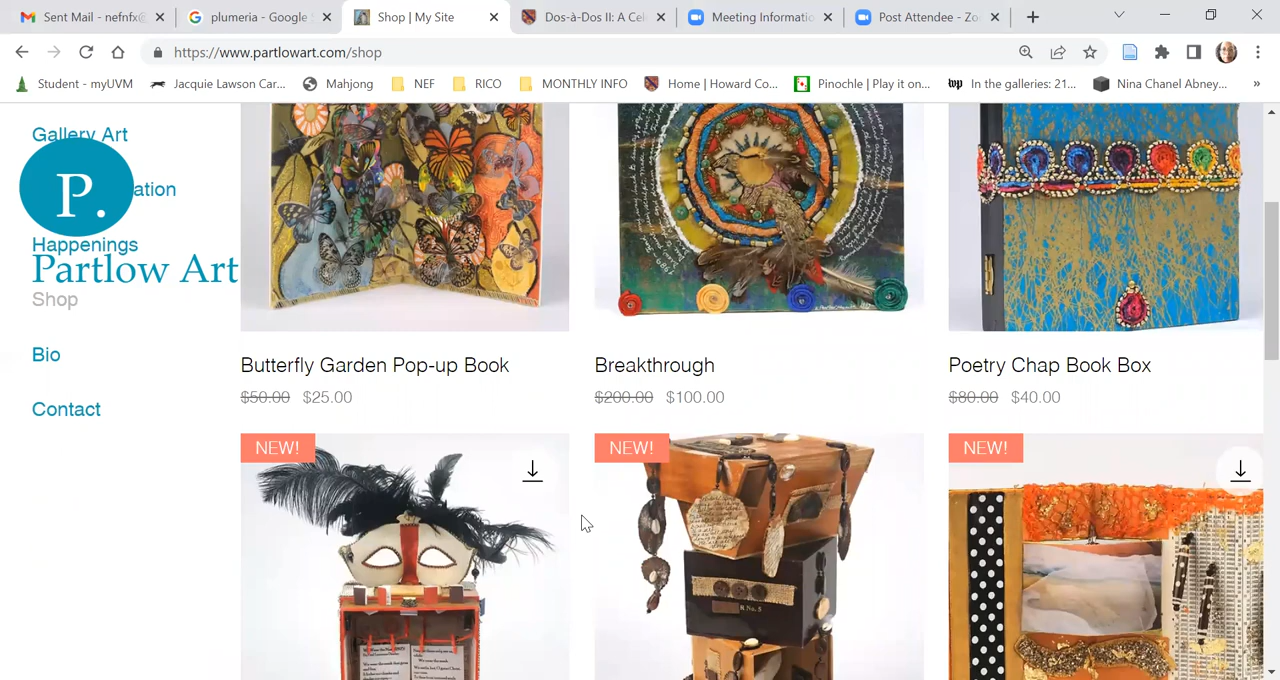 Sent Mail - nefnfx@
plumeria - Google S
Shop | My Site
Dos-à-Dos II: A Cel
Meeting Informatio
Post Attendee - Zo
https://www.partlowart.com/shop
Student - myUVM
Jacquie Lawson Car...
Mahjong
NEF
RICO
MONTHLY INFO
Home | Howard Co...
Pinochle | Play it on...
wp In the galleries: 21...
Nina Chanel Abney...
»
Gallery Art
P.
ation
Happenings
Partlow Art
Shop
Bio
Contact
Butterfly Garden Pop-up Book
$50.00 $25.00
Breakthrough
$200.00 $100.00
Poetry Chap Book Box
$80.00 $40.00
NEW!
NEW!
NEW!
R No. 5